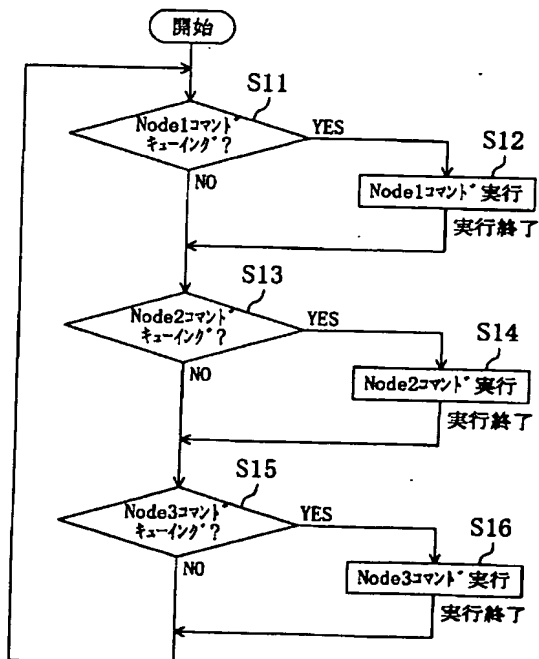 開始
S11
Node1コマンド
キューイング?
YES
S12
NO
Node1コマンド実行
実行終了
S13
Node2コマンド
キューイング?
YES
S14
NO
Node2コマンド実行
実行終了
S15
Node3コマンド
キューイング?
YES
S16
NO
Node3コマンド実行
実行終了